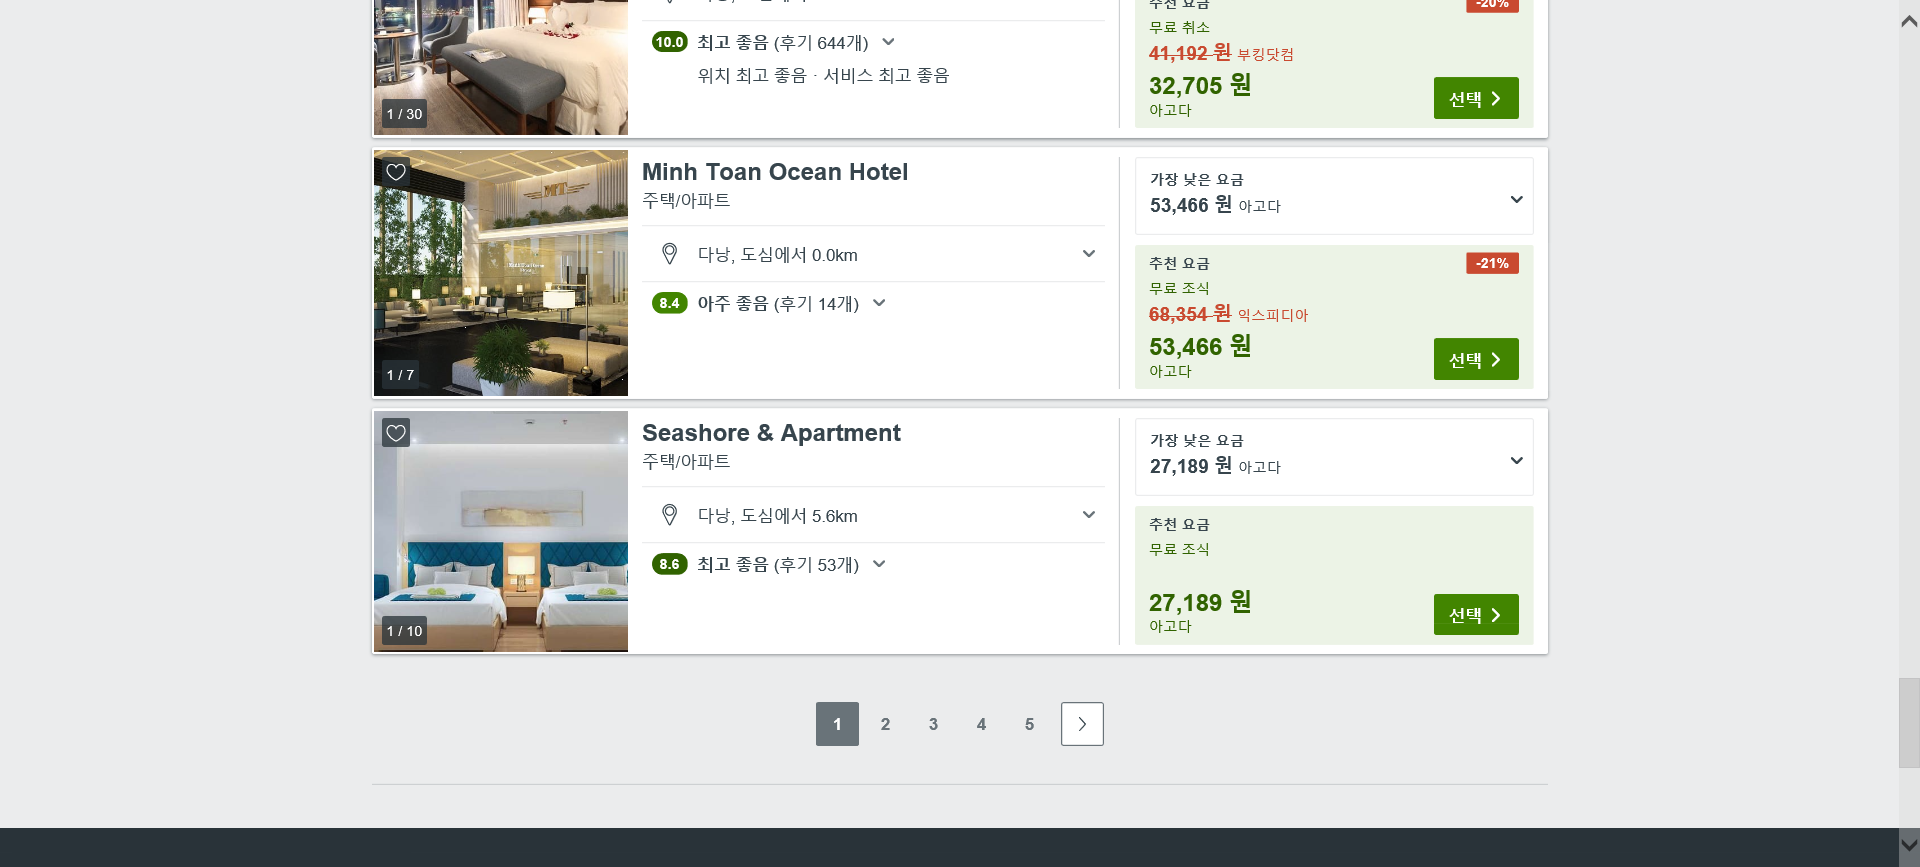 1 / 30
10.0 최고 좋음 (후기 644개)
위치 최고 좋음 · 서비스 최고 좋음
추천 요금 -20%
무료 취소
41,192 원 부킹닷컴
32,705 원
아고다
선택
MT
1 / 7
Minh Toan Ocean Hotel
주택/아파트
다낭, 도심에서 0.0km
8.4 아주 좋음 (후기 14개)
가장 낮은 요금
53,466 원 아고다
추천 요금 -21%
무료 조식
68,354 원 익스피디아
53,466 원
아고다
선택
1 / 10
Seashore & Apartment
주택/아파트
다낭, 도심에서 5.6km
8.6 최고 좋음 (후기 53개)
가장 낮은 요금
27,189 원 아고다
추천 요금
무료 조식
27,189 원
아고다
선택
1 2 3 4 5